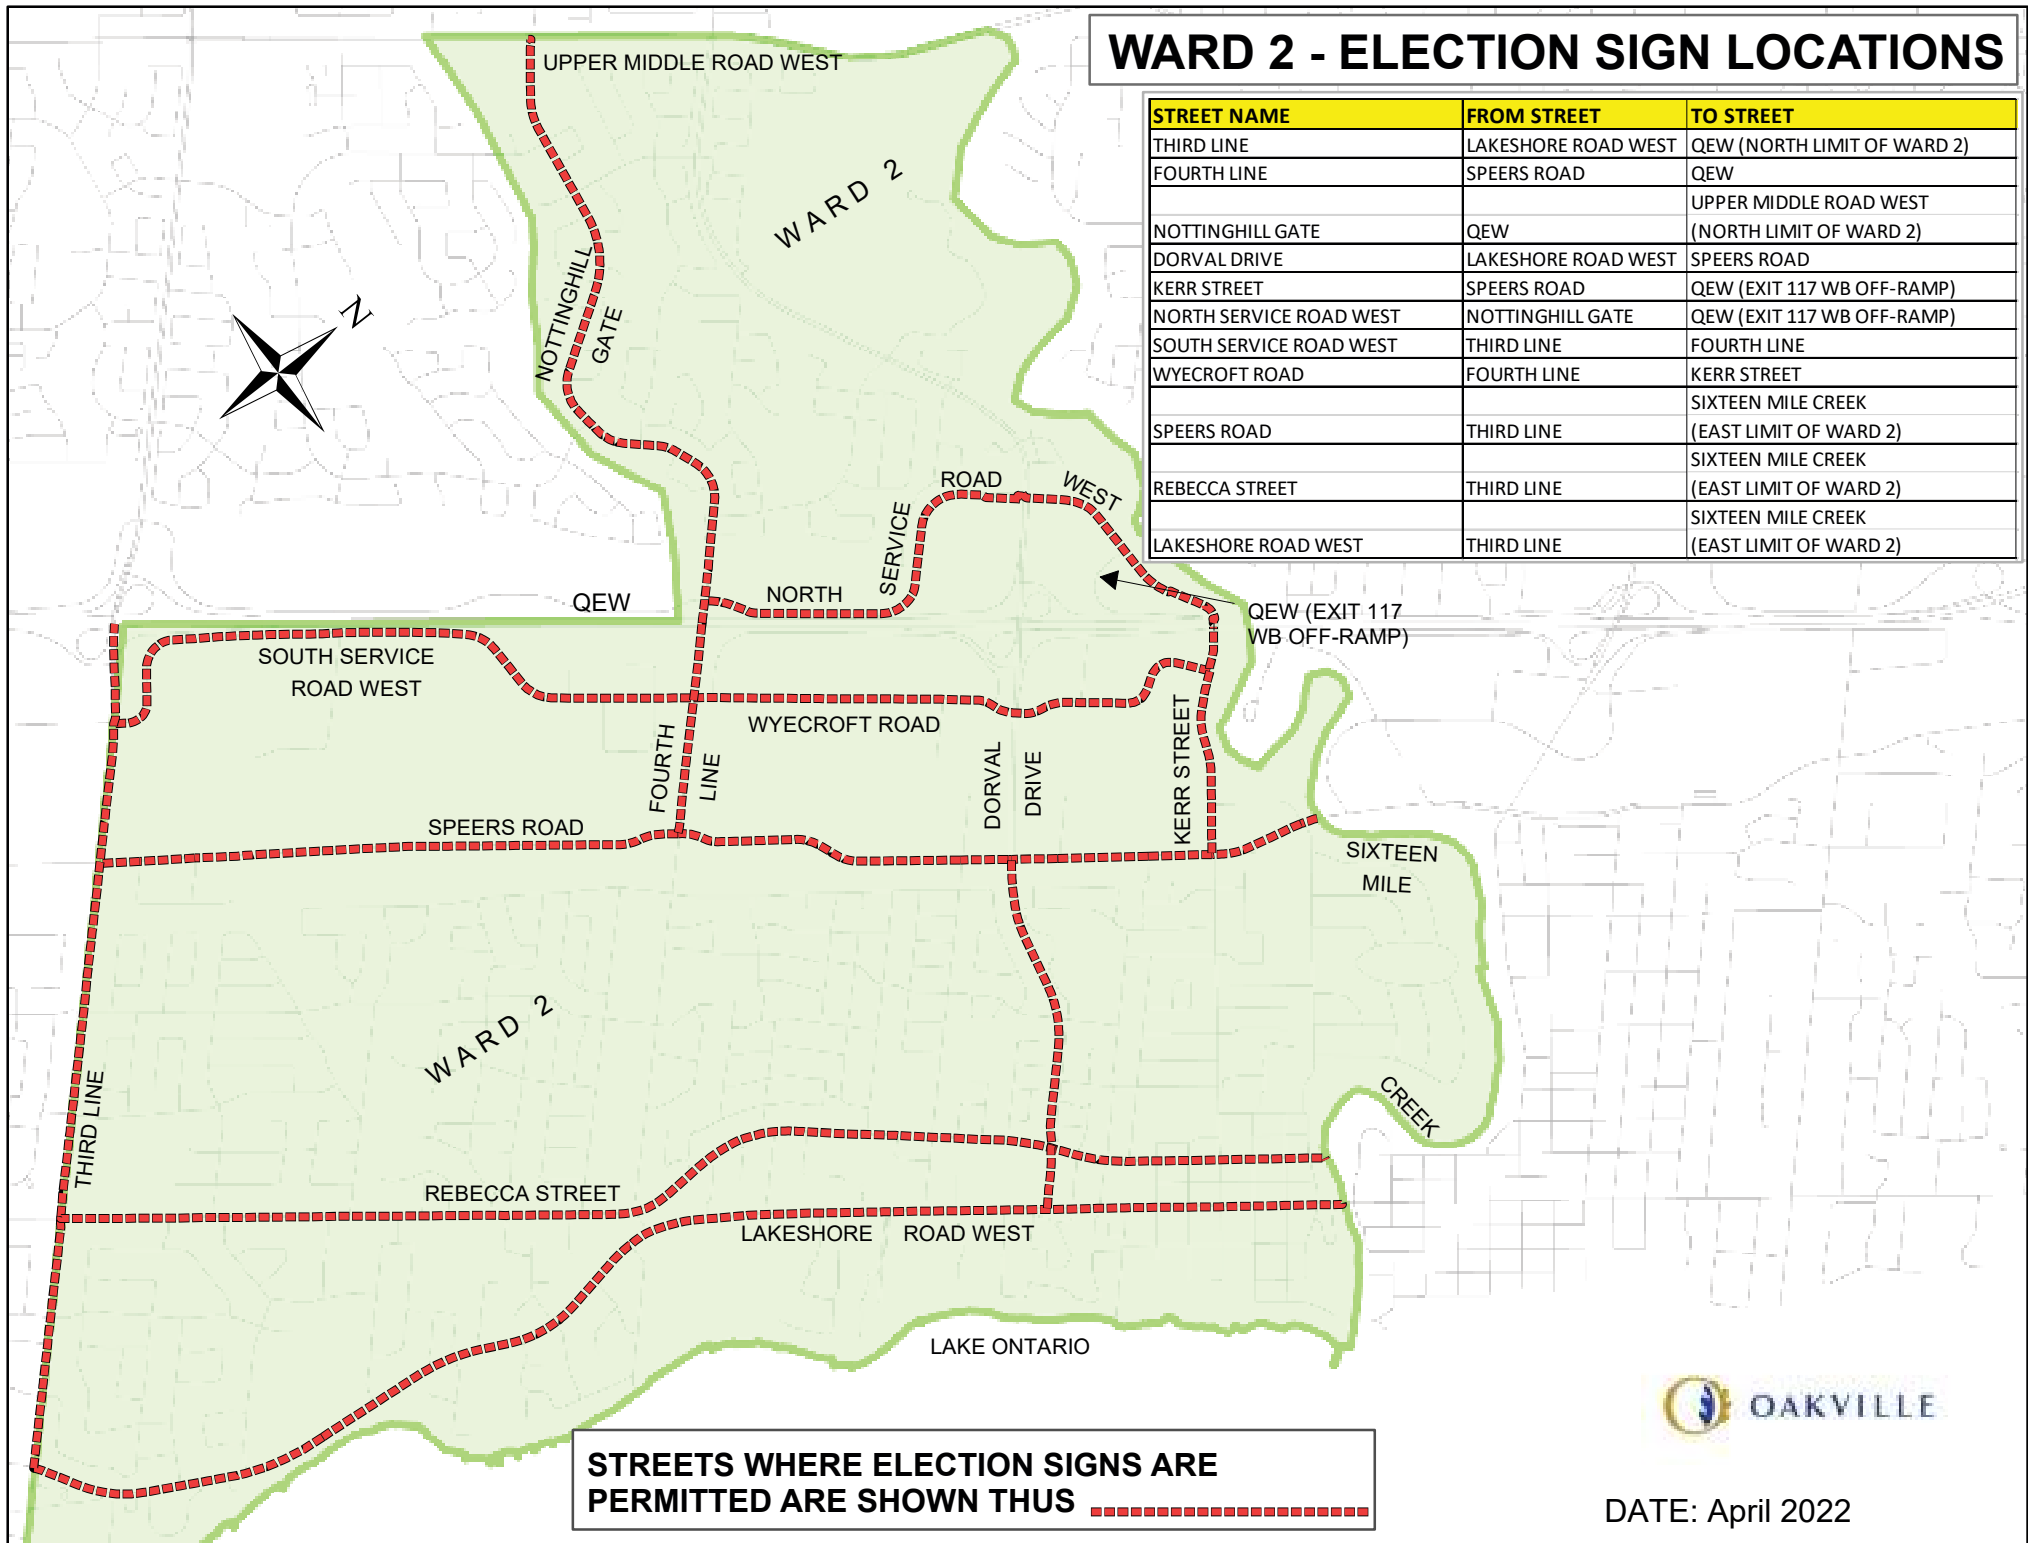 WARD 2 - ELECTION SIGN LOCATIONS
STREET NAME FROM STREET TO STREET
THIRD LINE LAKESHORE ROAD WEST QEW (NORTH LIMIT OF WARD 2)
FOURTH LINE SPEERS ROAD QEW
UPPER MIDDLE ROAD WEST
NOTTINGHILL GATE QEW (NORTH LIMIT OF WARD 2)
DORVAL DRIVE LAKESHORE ROAD WEST SPEERS ROAD
KERR STREET SPEERS ROAD QEW (EXIT 117 WB OFF-RAMP)
NORTH SERVICE ROAD WEST NOTTINGHILL GATE QEW (EXIT 117 WB OFF-RAMP)
SOUTH SERVICE ROAD WEST THIRD LINE FOURTH LINE
WYECROFT ROAD FOURTH LINE KERR STREET
SIXTEEN MILE CREEK
SPEERS ROAD THIRD LINE (EAST LIMIT OF WARD 2)
SIXTEEN MILE CREEK
REBECCA STREET THIRD LINE (EAST LIMIT OF WARD 2)
SIXTEEN MILE CREEK
LAKESHORE ROAD WEST THIRD LINE (EAST LIMIT OF WARD 2)
UPPER MIDDLE ROAD WEST
WARD 2
N
NOTTINGHILL
GATE
ROAD
WEST
SERVICE
NORTH
QEW
QEW (EXIT 117
WB OFF-RAMP)
SOUTH SERVICE
ROAD WEST
WYECROFT ROAD
FOURTH
LINE
DORVAL
DRIVE
KERR STREET
SPEERS ROAD
SIXTEEN
MILE
CREEK
WARD 2
THIRD LINE
REBECCA STREET
LAKESHORE ROAD WEST
LAKE ONTARIO
OAKVILLE
STREETS WHERE ELECTION SIGNS ARE
PERMITTED ARE SHOWN THUS
DATE: April 2022